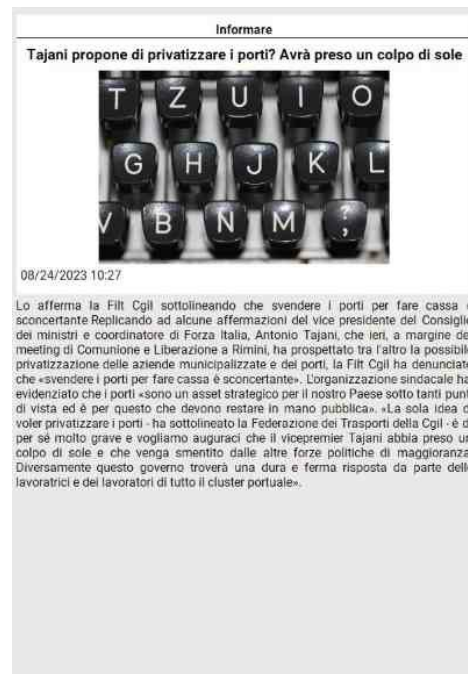 Informare
Tajani propone di privatizzare i porti? Avrà preso un colpo di sole
T Z U I O
G H J K L
V B N M ; ?
08/24/2023 10:27
Lo afferma la Filt Cgil sottolineando che svendere i porti per fare cassa
sconcertante Replicando ad alcune affermazioni del vice presidente del Consigli
dei ministri e coordinatore di Forza Italia, Antonio Tajani, che ieri, a margine de
meeting di Comunione e Liberazione a Rimini, ha prospettato tra l'altro la possibil
privatizzazione delle aziende municipalizzate e dei porti, la Filt Cgil ha denunciat
che «svendere i porti per fare cassa è sconcertante». L'organizzazione sindacale ha
evidenziato che i porti «sono un asset strategico per il nostro Paese sotto tanti punt
di vista ed è per questo che devono restare in mano pubblica». «La sola idea d
voler privatizzare i porti - ha sottolineato la Federazione dei Trasporti della Cgil - è d
per sé molto grave e vogliamo auguraci che il vicepremier Tajani abbia preso un
colpo di sole e che venga smentito dalle altre forze politiche di maggioranza
Diversamente questo governo troverà una dura e ferma risposta da parte dell
lavoratrici e dei lavoratori di tutto il cluster portuale».